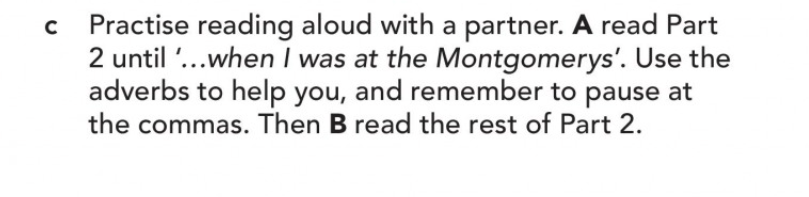 c Practise reading aloud with a partner. A read Part
2 until ‘…when I was at the Montgomerys’. Use the
adverbs to help you, and remember to pause at
the commas. Then B read the rest of Part 2.